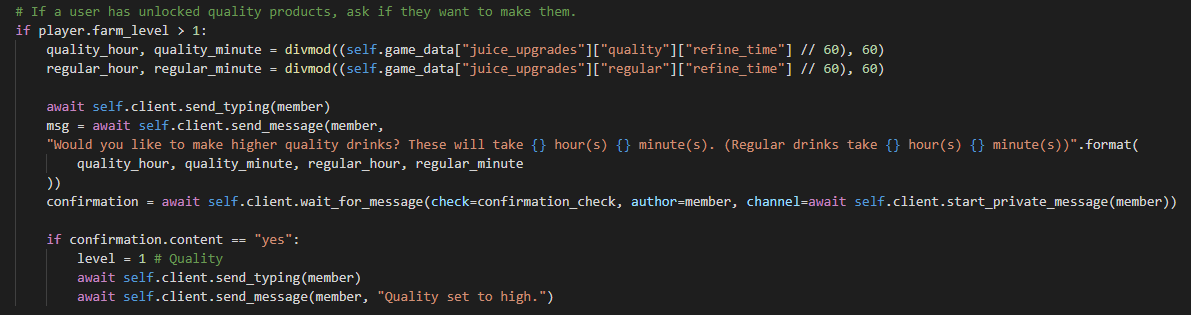 # If a user has unlocked quality products, ask if they want to make them.
if player.farm_level > 1:
    quality_hour, quality_minute = divmod((self.game_data["juice_upgrades"]["quality"]["refine_time"] // 60), 60)
    regular_hour, regular_minute = divmod((self.game_data["juice_upgrades"]["regular"]["refine_time"] // 60), 60)

    await self.client.send_typing(member)
    msg = await self.client.send_message(member,
    "Would you like to make higher quality drinks? These will take {} hour(s) {} minute(s). (Regular drinks take {} hour(s) {} minute(s))".format(
        quality_hour, quality_minute, regular_hour, regular_minute
    ))
    confirmation = await self.client.wait_for_message(check=confirmation_check, author=member, channel=await self.client.start_private_message(member))

    if confirmation.content == "yes":
        level = 1 # Quality
        await self.client.send_typing(member)
        await self.client.send_message(member, "Quality set to high.")